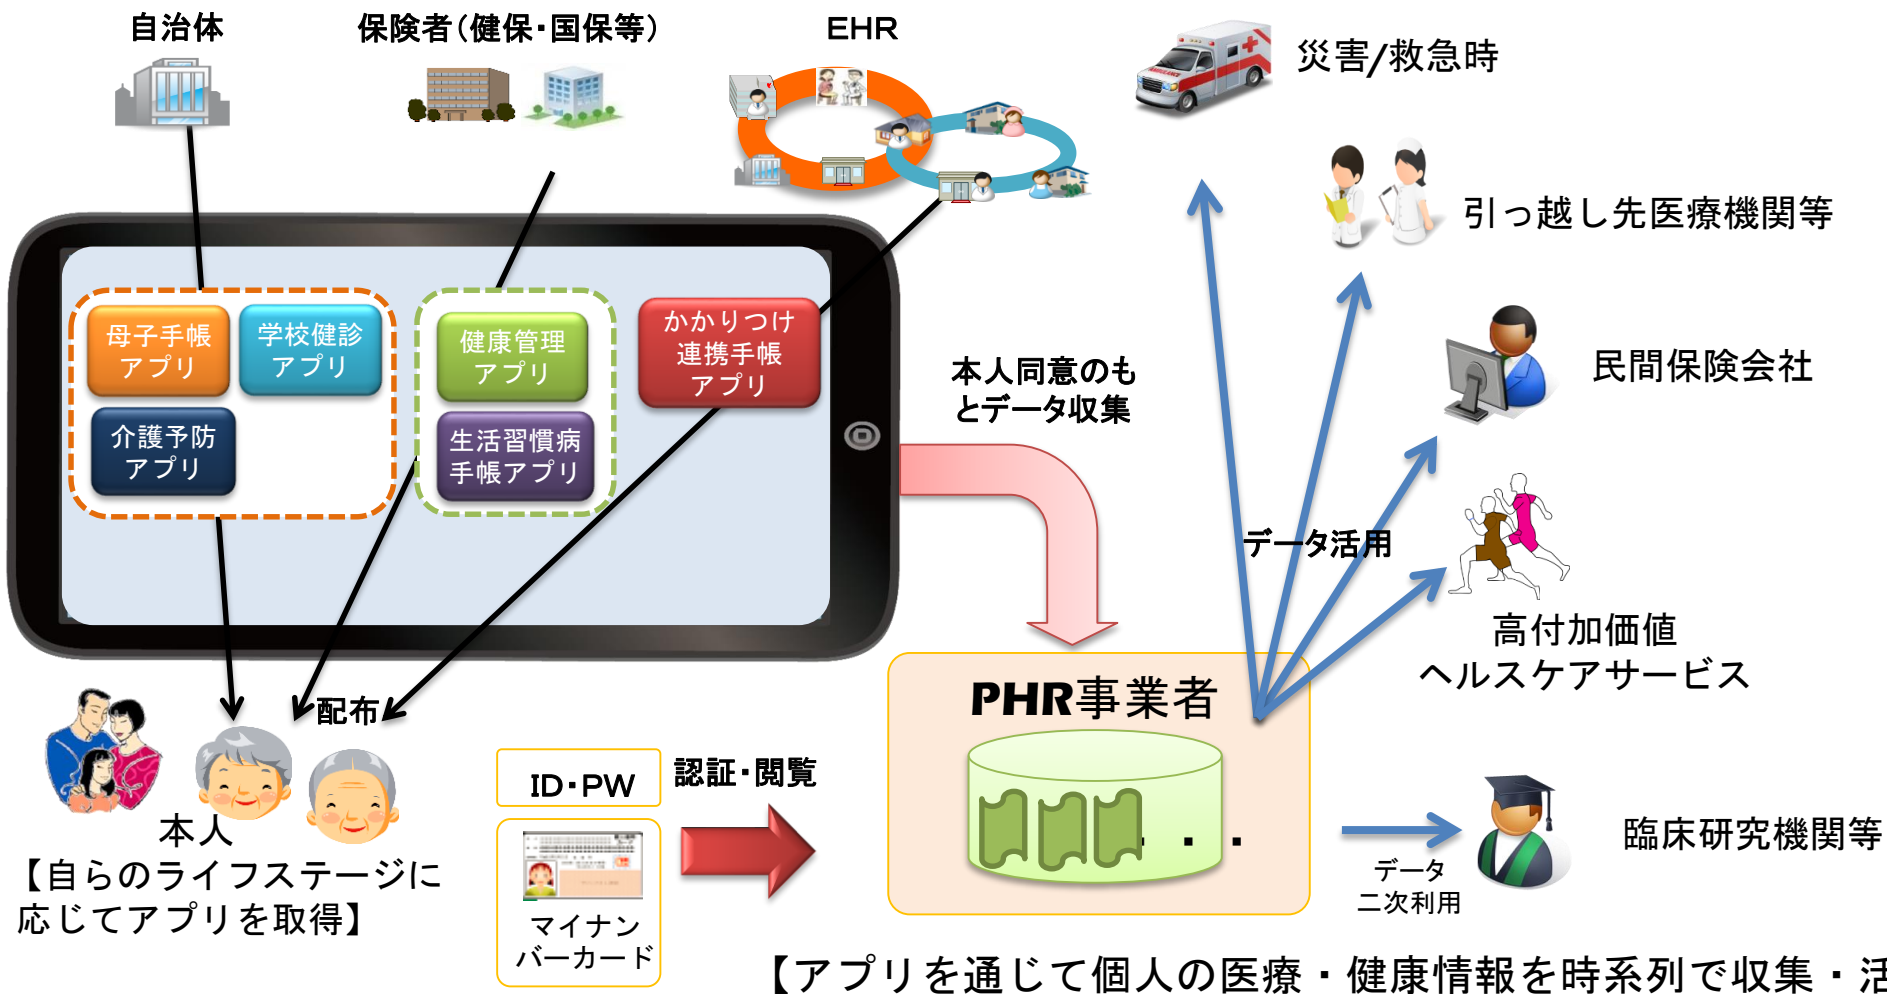 自治体
保険者（健保・国保等）
EHR
災害/救急時
引っ越し先医療機関等
民間保険会社
高付加価値
ヘルスケアサービス
臨床研究機関等
母子手帳
アプリ
学校健診
アプリ
介護予防
アプリ
健康管理
アプリ
生活習慣病
手帳アプリ
かかりつけ
連携手帳
アプリ
本人同意のも
とデータ収集
データ活用
配布
本人
【自らのライフステージに
応じてアプリを取得】
ID・PW
マイナン
バーカード
認証・閲覧
PHR事業者
・・・
データ
二次利用
【アプリを通じて個人の医療・健康情報を時系列で収集・活